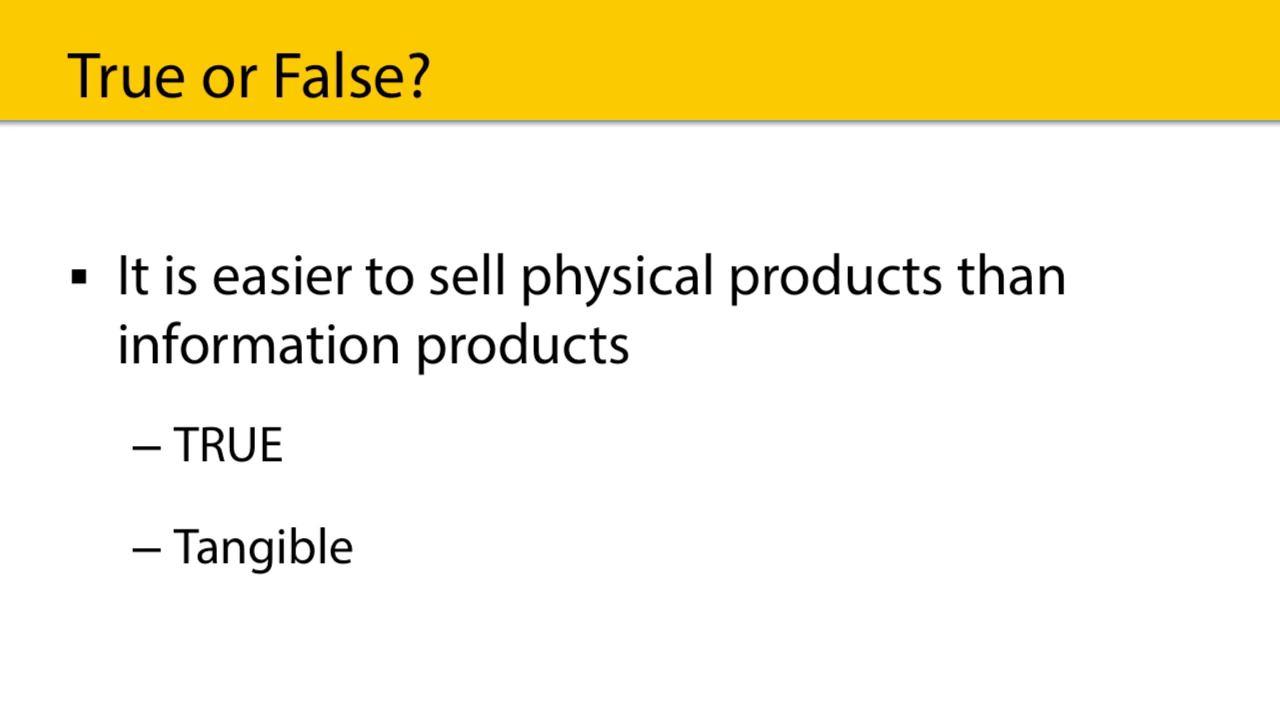 True or False?
▪ It is easier to sell physical products than
information products
– TRUE
– Tangible